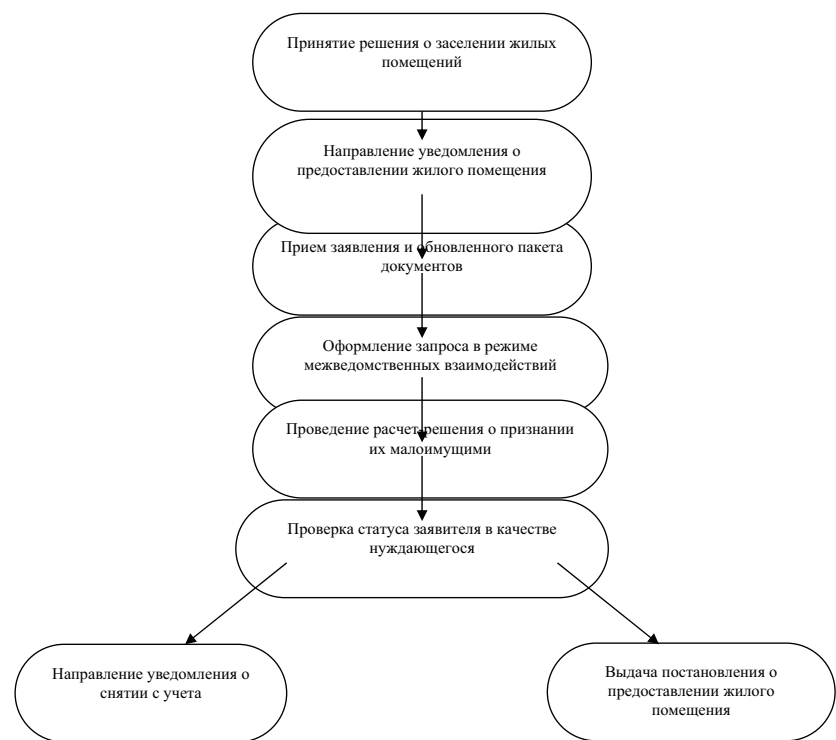 Принятие решения о заселении жилых
помещений
Направление уведомления о
предоставлении жилого помещения
Прием заявления и обновленного пакета
документов
Оформление запроса в режиме
межведомственных взаимодействий
Проведение расчет-решения о признании
их малоимущими
Проверка статуса заявителя в качестве
нуждающегося
Направление уведомления о
снятии с учета
Выдача постановления о
предоставлении жилого
помещения